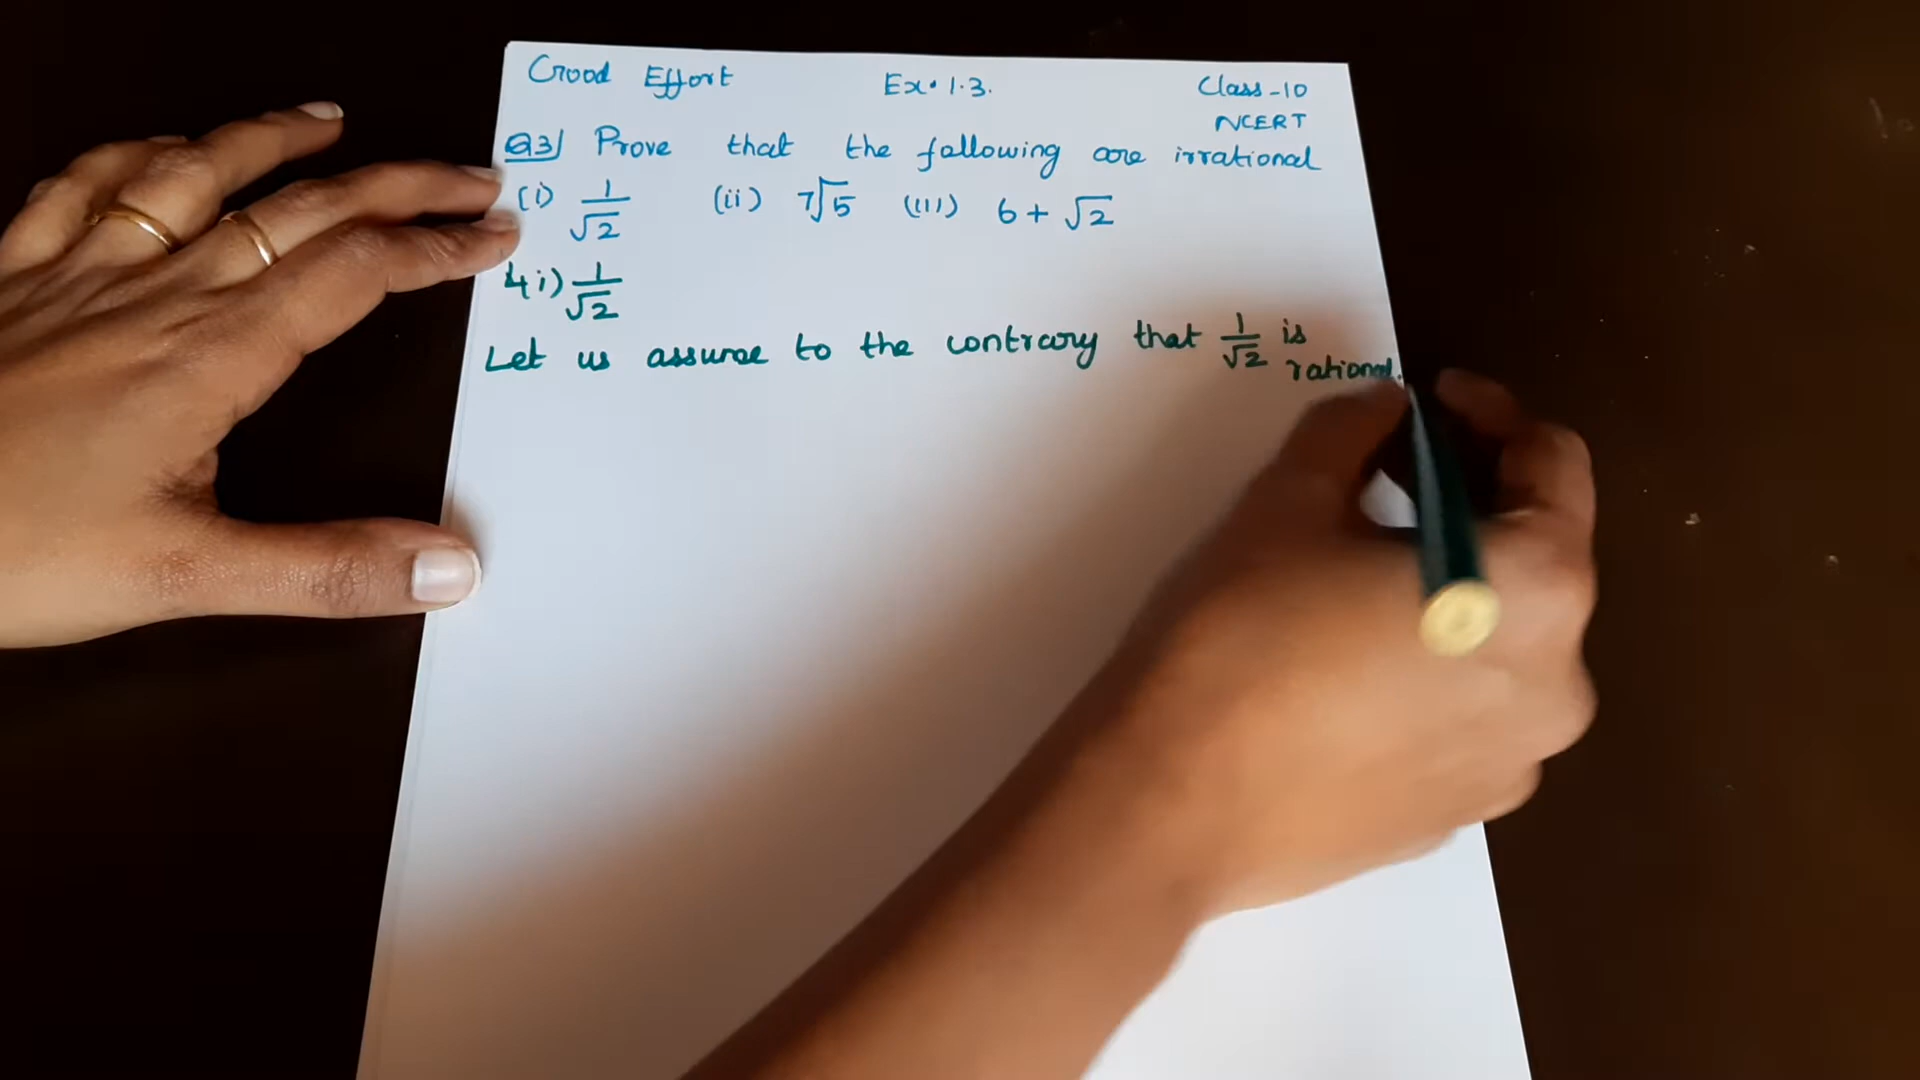 Good Effort Ex. 1.3. Class-10
NCERT
Q3/ Prove that the following are irrational
(i) 1/√2 (ii) 7√5 (iii) 6 + √2
4i) 1/√2
Let us assume to the contrary that 1/√2 is
rational.